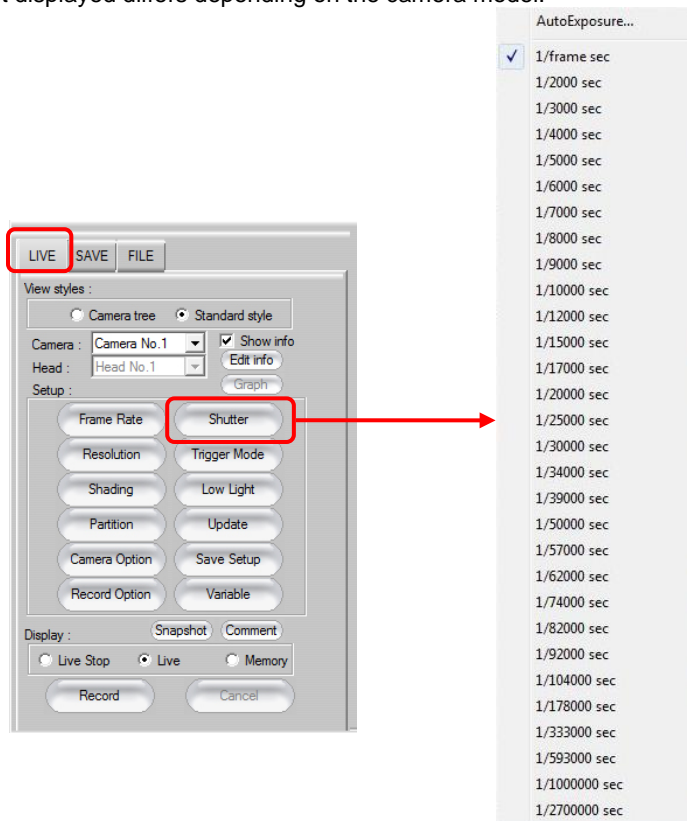 t displayed differs depending on the camera model.
LIVE SAVE FILE
View styles :
Camera tree Standard style
Camera : Camera No.1 Show info
Head : Head No.1 Edit info
Setup : Graph
Frame Rate Shutter
Resolution Trigger Mode
Shading Low Light
Partition Update
Camera Option Save Setup
Record Option Variable
Display : Snapshot Comment
Live Stop Live Memory
Record Cancel
AutoExposure...
1/frame sec
1/2000 sec
1/3000 sec
1/4000 sec
1/5000 sec
1/6000 sec
1/7000 sec
1/8000 sec
1/9000 sec
1/10000 sec
1/12000 sec
1/15000 sec
1/17000 sec
1/20000 sec
1/25000 sec
1/30000 sec
1/34000 sec
1/39000 sec
1/50000 sec
1/57000 sec
1/62000 sec
1/74000 sec
1/82000 sec
1/92000 sec
1/104000 sec
1/178000 sec
1/333000 sec
1/593000 sec
1/1000000 sec
1/2700000 sec